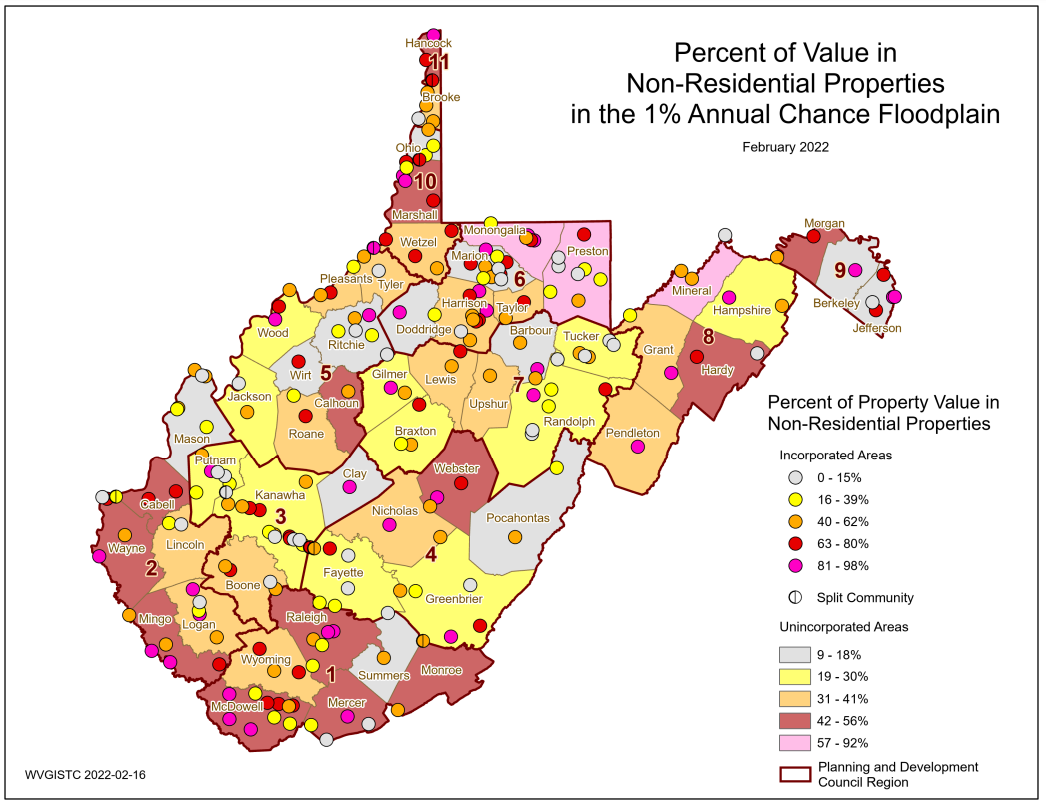 Percent of Value in
Non-Residential Properties
in the 1% Annual Chance Floodplain
February 2022
Hancock
11
Brooke
Ohio
10
Marshall
Wetzel
Monongalia
Marion
Preston
6
Pleasants
Tyler
Harrison
Taylor
Doddridge
Barbour
Wood
Ritchie
Tucker
Morgan
9
Berkeley
Jefferson
Mineral
Hampshire
8
Grant
Hardy
Wirt
5
Gilmer
Lewis
7
Upshur
Jackson
Calhoun
Roane
Braxton
Randolph
Pendleton
Mason
Putnam
Clay
Webster
Kanawha
3
Cabell
Nicholas
Pocahontas
Wayne
Lincoln
2
4
Boone
Fayette
Greenbrier
Mingo
Logan
Raleigh
Wyoming
1
Summers
Monroe
McDowell
Mercer
Percent of Property Value in
Non-Residential Properties
Incorporated Areas
0 - 15%
16 - 39%
40 - 62%
63 - 80%
81 - 98%
Split Community
Unincorporated Areas
9 - 18%
19 - 30%
31 - 41%
42 - 56%
57 - 92%
Planning and Development
Council Region
WVGISTC 2022-02-16